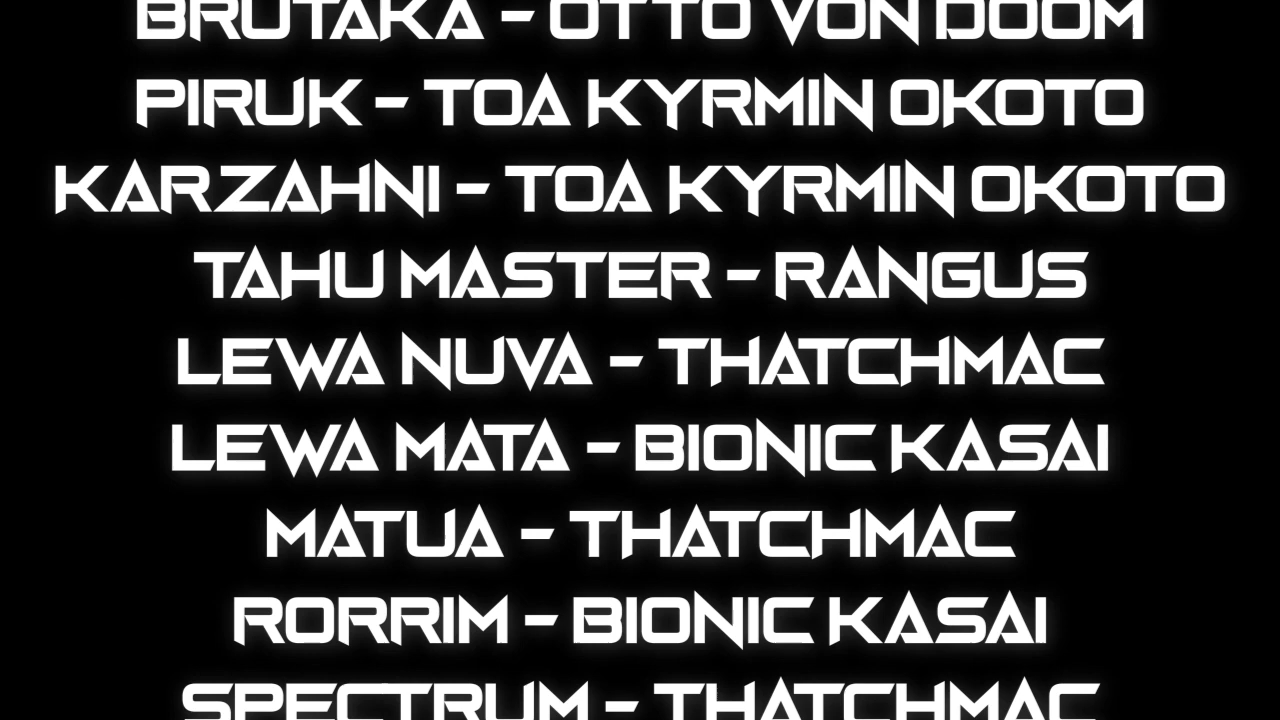 BRUTAKA - OTTO VON DOOM
PIRUK - TOA KYRMIN OKOTO
KARZAHNI - TOA KYRMIN OKOTO
TAHU MASTER - RANGUS
LEWA NUVA - THATCHMAC
LEWA MATA - BIONIC KASAI
MATUA - THATCHMAC
RORRIM - BIONIC KASAI
SPECTRUM - THATCHMAC